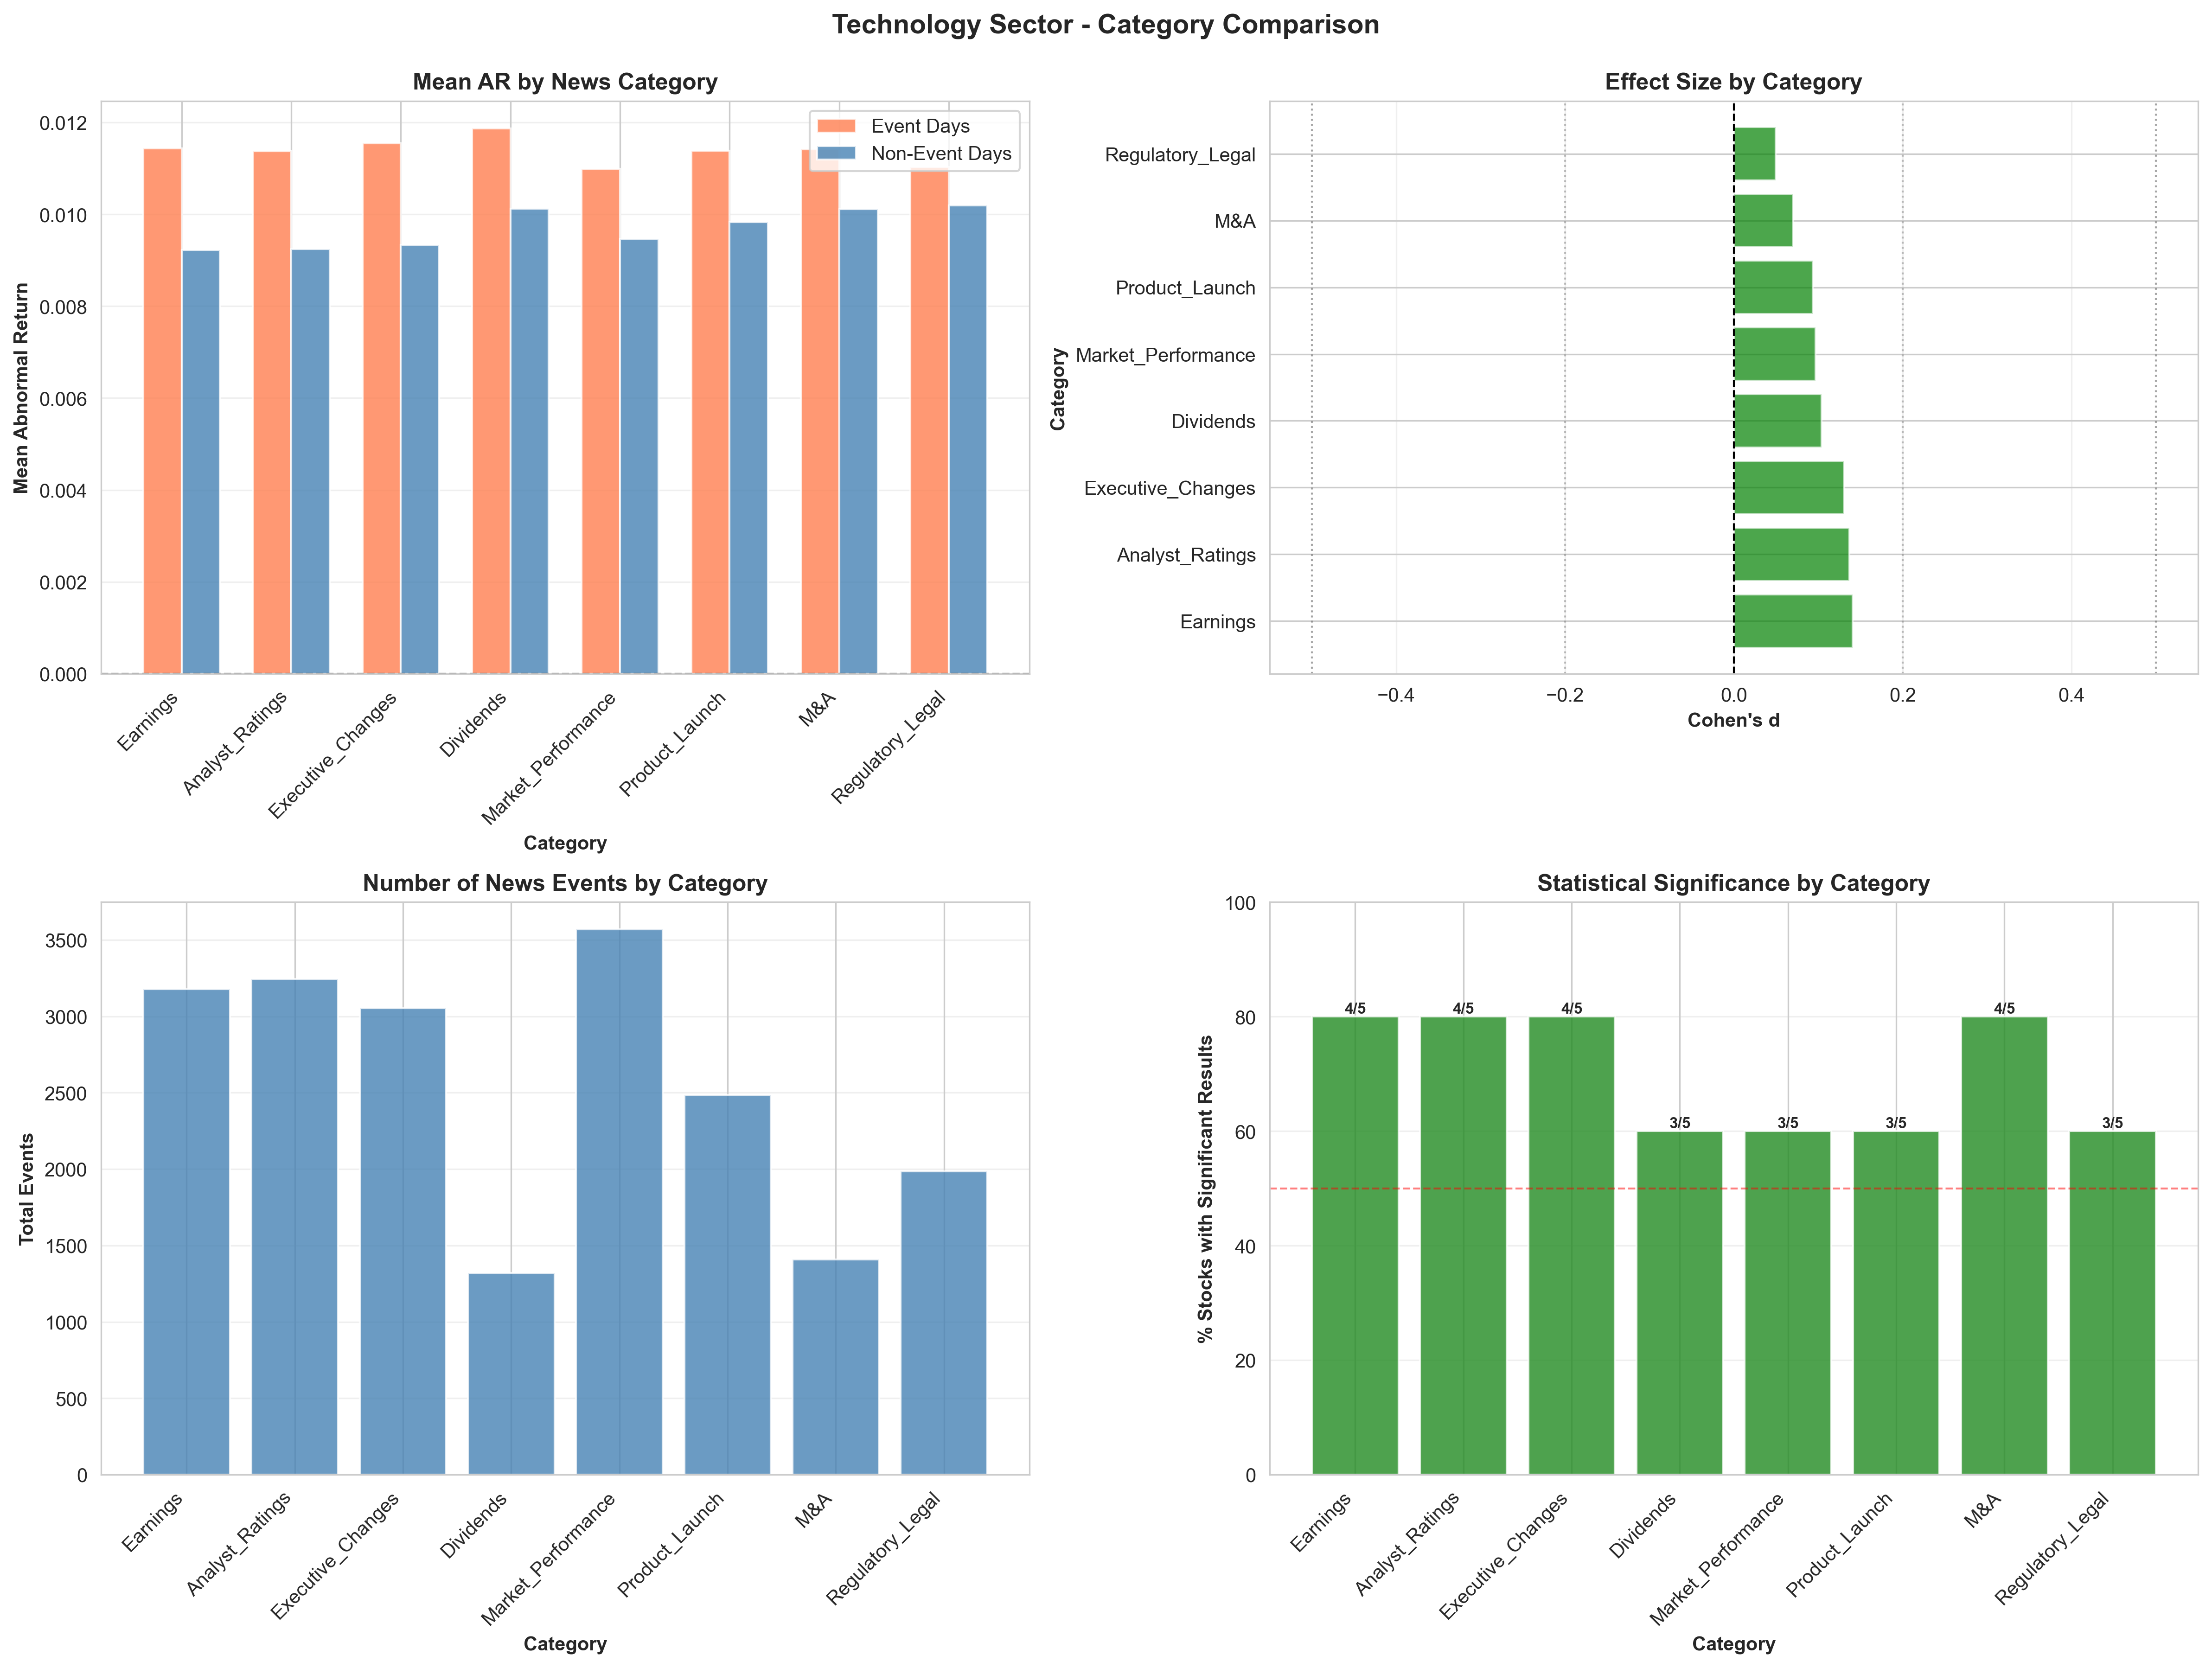 Technology Sector - Category Comparison
Mean AR by News Category
Mean Abnormal Return
0.012
0.010
0.008
0.006
0.004
0.002
0.000
Event Days
Non-Event Days
Earnings
Analyst_Ratings
Executive_Changes
Dividends
Market_Performance
Product_Launch
M&A
Regulatory_Legal
Category
Effect Size by Category
Category
Regulatory_Legal
M&A
Product_Launch
Market_Performance
Dividends
Executive_Changes
Analyst_Ratings
Earnings
−0.4
−0.2
0.0
0.2
0.4
Cohen's d
Number of News Events by Category
Total Events
3500
3000
2500
2000
1500
1000
500
0
Earnings
Analyst_Ratings
Executive_Changes
Dividends
Market_Performance
Product_Launch
M&A
Regulatory_Legal
Category
Statistical Significance by Category
% Stocks with Significant Results
100
80
60
40
20
0
4/5
4/5
4/5
3/5
3/5
3/5
4/5
3/5
Earnings
Analyst_Ratings
Executive_Changes
Dividends
Market_Performance
Product_Launch
M&A
Regulatory_Legal
Category